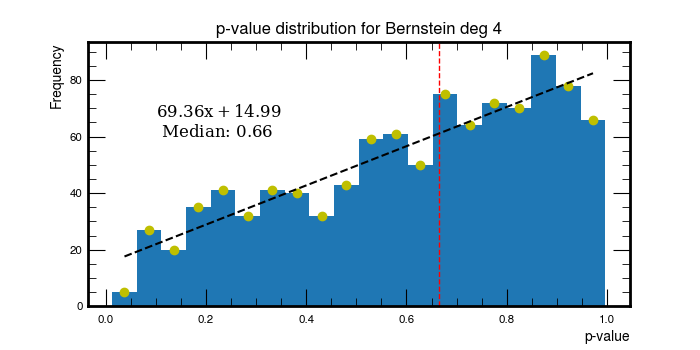 p-value distribution for Bernstein deg 4
Frequency
69.36x + 14.99
Median: 0.66
80
60
40
20
0
0.0 0.2 0.4 0.6 0.8 1.0
p-value